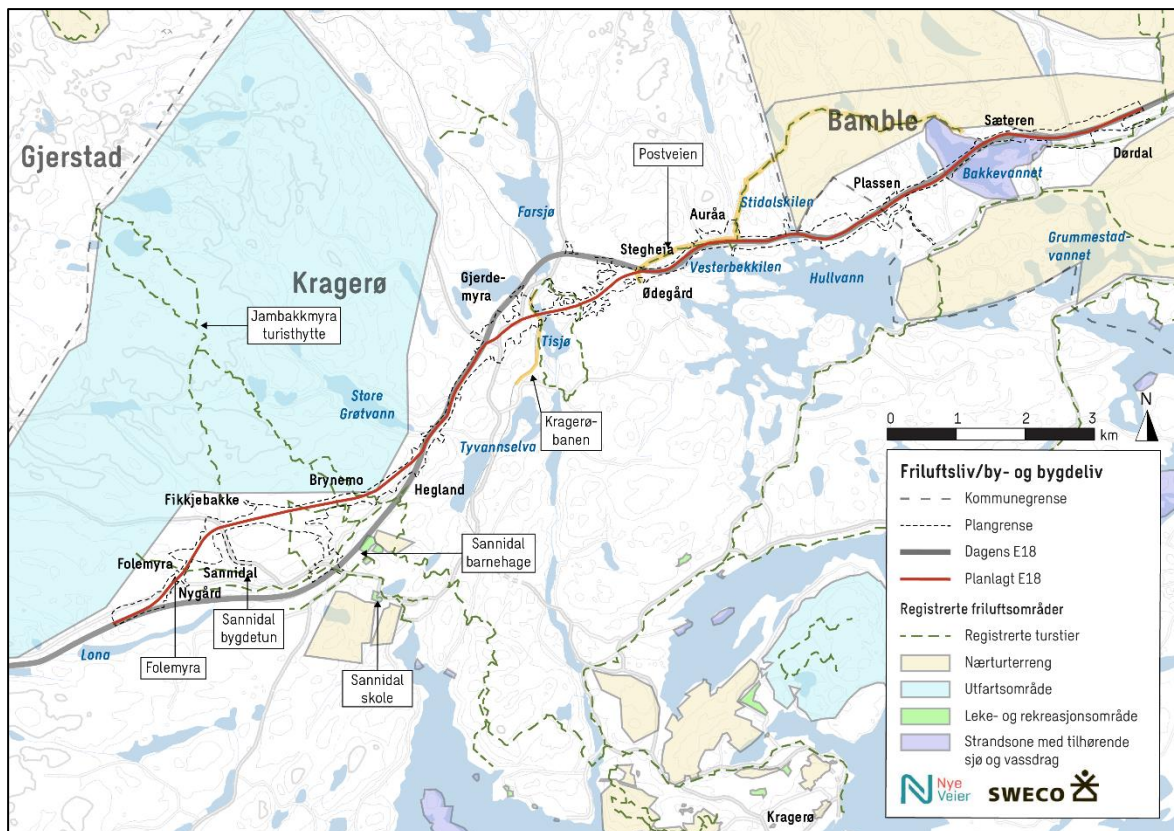 Gjerstad
Kragerø
Bamble
Sæteren
Dørdal
Bakkevannet
Plassen
Postveien
Stidalskilen
Auråa
Farsjø
Stegheia
Vesterbekkilen
Grummestad-
vannet
Gjerde-
myra
Ødegård
Hullvann
Jambakkmyra
turisthytte
Tisjø
Store
Grøtvann
Kragerø-
banen
Tyvannselva
Brynemo
Hegland
Fikkjebakke
Sannidal
barnehage
Folemyra
Sannidal
Nygård
Sannidal
bygdetun
Lona
Folemyra
Sannidal
skole
Kragerø
N
0 1 2 3
km
Friluftsliv/by- og bygdeliv
Kommunegrense
Plangrense
Dagens E18
Planlagt E18
Registrerte friluftsområder
Registrerte turstier
Nærturterreng
Utfartsområde
Leke- og rekreasjonsområde
Strandsone med tilhørende
sjø og vassdrag
Nye
Veier
SWECO